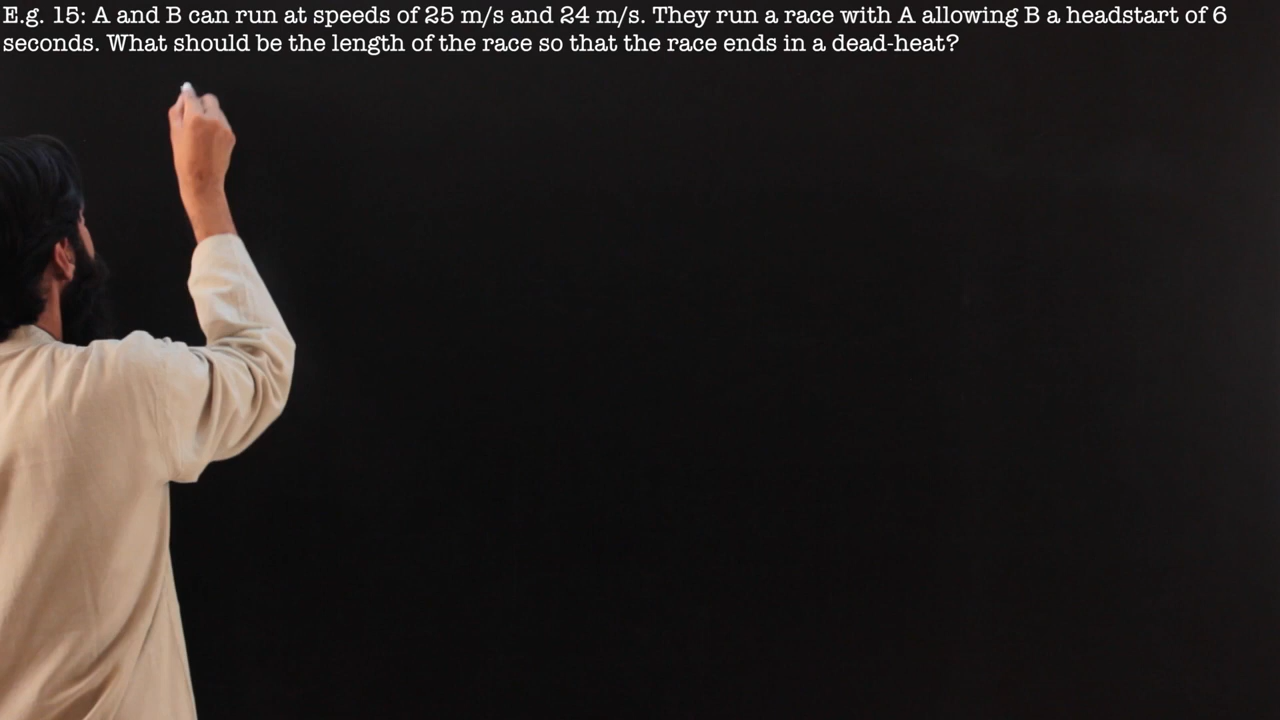 E.g. 15: A and B can run at speeds of 25 m/s and 24 m/s. They run a race with A allowing B a headstart of 6
seconds. What should be the length of the race so that the race ends in a dead-heat?